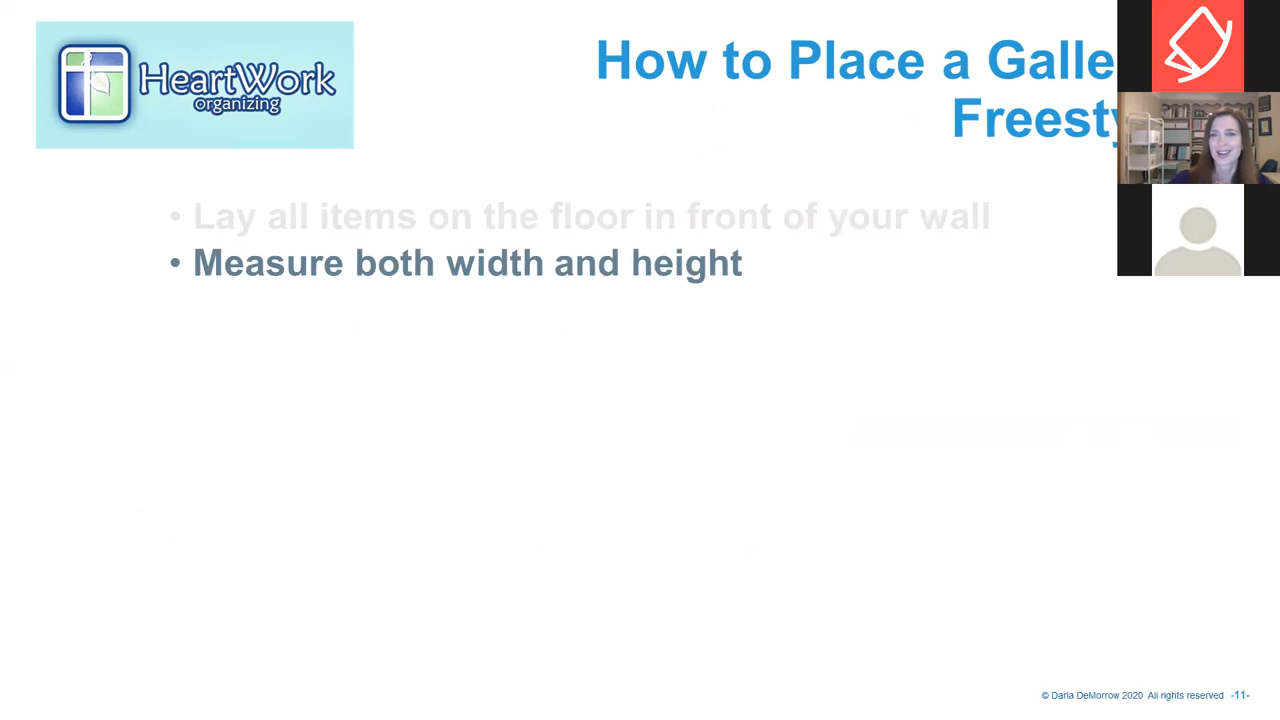 HeartWork
organizing
How to Place a Galle
Freesty
• Lay all items on the floor in front of your wall
• Measure both width and height
© Darla DeMorrow 2020 All rights reserved -11-